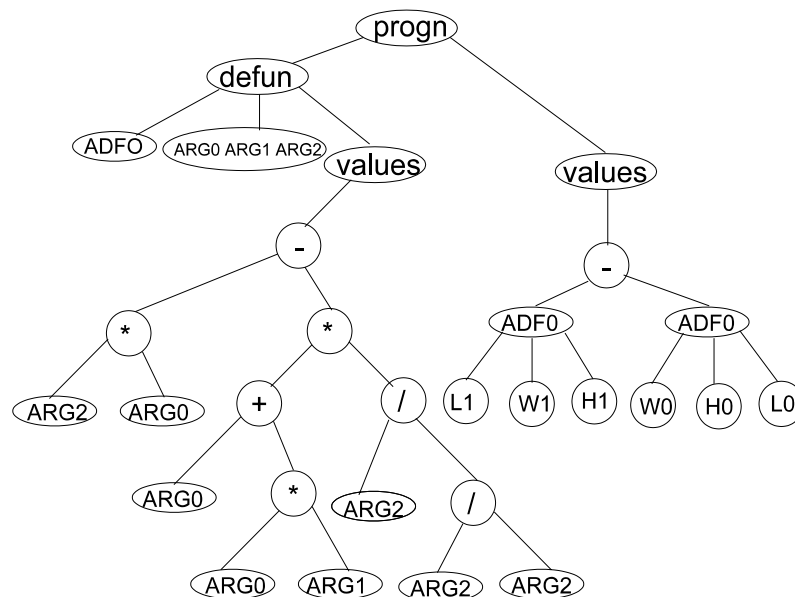 progn
defun
ADFO
ARG0 ARG1 ARG2
values
values
-
-
*
*
ADF0
ADF0
ARG2
ARG0
+
/
L1
W1
H1
W0
H0
L0
ARG0
*
ARG2
/
ARG0
ARG1
ARG2
ARG2